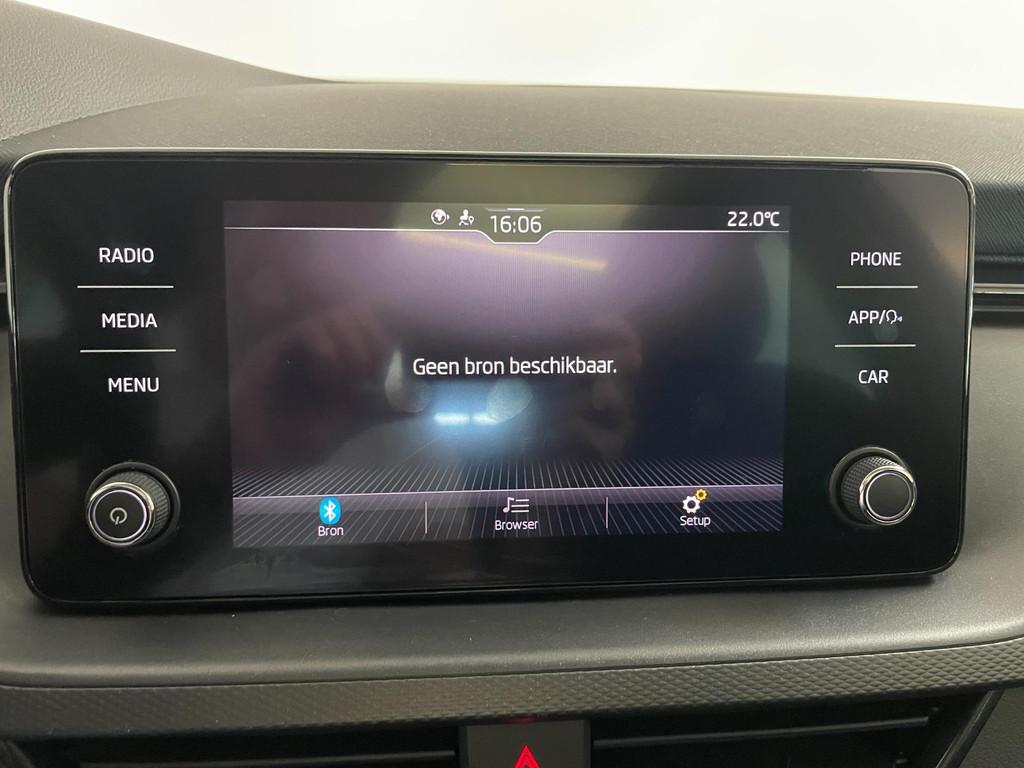 16:06
22.0°C
RADIO
MEDIA
MENU
PHONE
APP/
CAR
Geen bron beschikbaar.
Bron
Browser
Setup